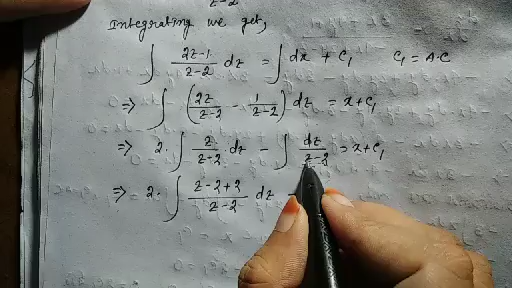 z-2
Integrating we get,
∫ (2z-1)/(z-2) dz = ∫ dx + C₁    C₁ = A.C
⇒ ∫ (2z/(z-2) - 1/(z-2)) dz = x + C₁
⇒ 2. ∫ z/(z-2) . dz - ∫ dz/(z-2) = x + C₁
⇒ 2. ∫ (z-2+2)/(z-2) dz -